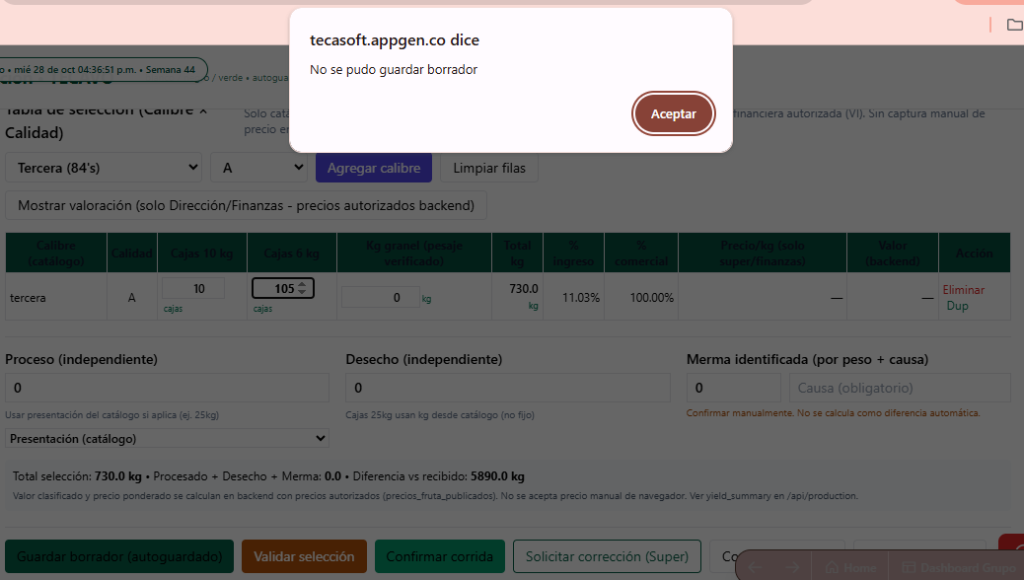 tecasoft.appgen.co dice
No se pudo guardar borrador
Aceptar
o • mié 28 de oct 04:36:51 p.m. • Semana 44
o / verde • autogua
Tabla de selección (Calibre ×
Calidad)
Solo cata
precio en
financiera autorizada (VI). Sin captura manual de
Tercera (84's)
A
Agregar calibre
Limpiar filas
Mostrar valoración (solo Dirección/Finanzas - precios autorizados backend)
Calibre (catálogo)
Calidad
Cajas 10 kg
Cajas 6 kg
Kg granel (pesaje verificado)
Total kg
% ingreso
% comercial
Precio/kg (solo super/finanzas)
Valor (backend)
Acción
tercera
A
10
cajas
105
cajas
0
kg
730.0
kg
11.03%
100.00%
—
—
Eliminar
Dup
Proceso (independiente)
Desecho (independiente)
Merma identificada (por peso + causa)
0
0
0
Causa (obligatorio)
Usar presentación del catálogo si aplica (ej. 25kg)
Cajas 25kg usan kg desde catálogo (no fijo)
Confirmar manualmente. No se calcula como diferencia automática.
Presentación (catálogo)
Total selección: 730.0 kg • Procesado + Desecho + Merma: 0.0 • Diferencia vs recibido: 5890.0 kg
Valor clasificado y precio ponderado se calculan en backend con precios autorizados (precios_fruta_publicados). No se acepta precio manual de navegador. Ver yield_summary en /api/production.
Guardar borrador (autoguardado)
Validar selección
Confirmar corrida
Solicitar corrección (Super)
Co
Home
Dashboard Grupo